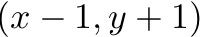 (x − 1, y + 1)